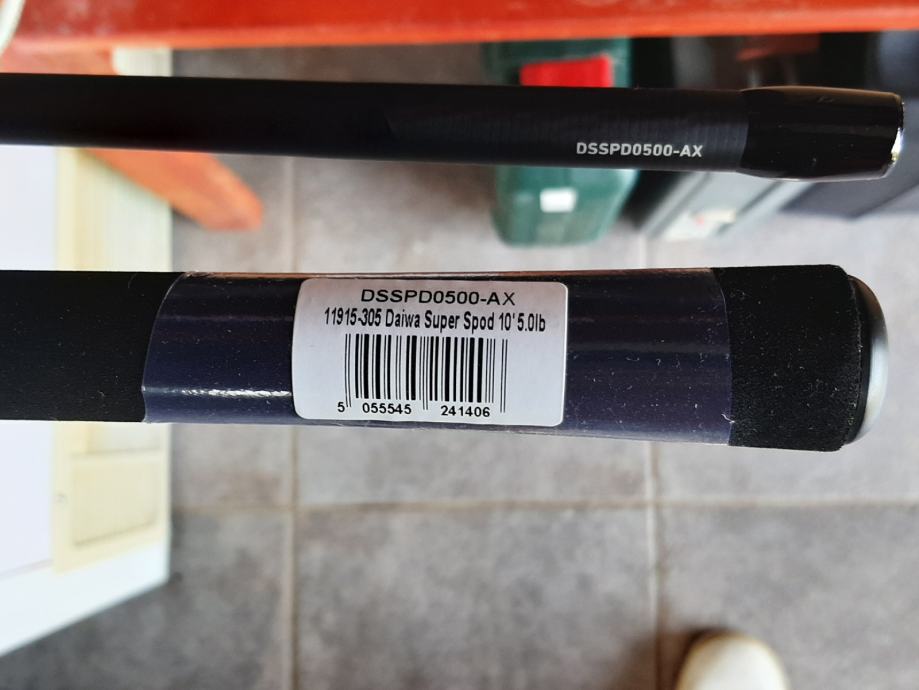 DSSPD0500-AX
DSSPD0500-AX
11915-305 Daiwa Super Spod 10' 5.0lb
5 055545 241406